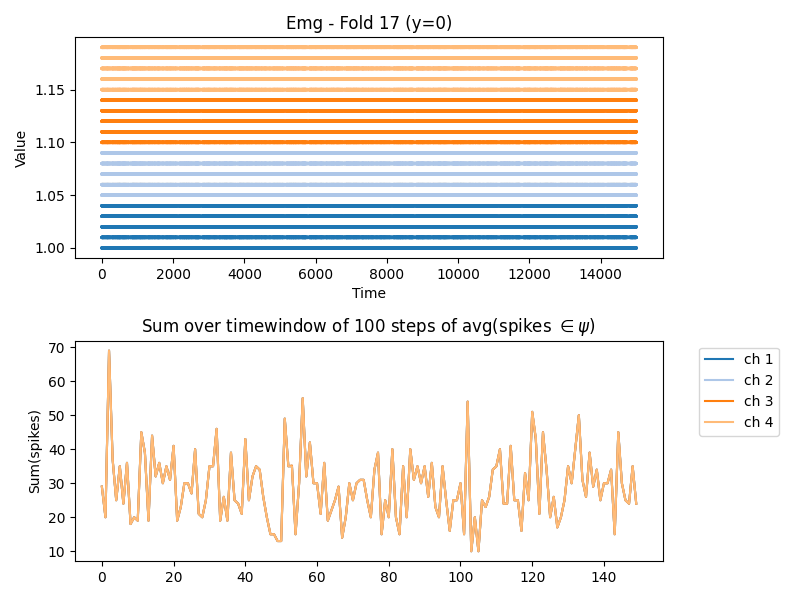 Emg - Fold 17 (y=0)
Value
1.15
1.10
1.05
1.00
0 2000 4000 6000 8000 10000 12000 14000
Time
Sum over timewindow of 100 steps of avg(spikes ∈ ψ)
Sum(spikes)
70
60
50
40
30
20
10
0 20 40 60 80 100 120 140
ch 1
ch 2
ch 3
ch 4